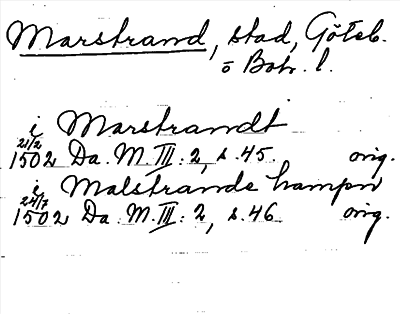 Marstrand, stad, Göteb.
o Boh. l.
i Marstrandt
21/2
1502 Da. M. III: 2, s. 45. orig.
i Malstrande hampn
24/7
1502 Da. M. III: 2, s. 46. orig.